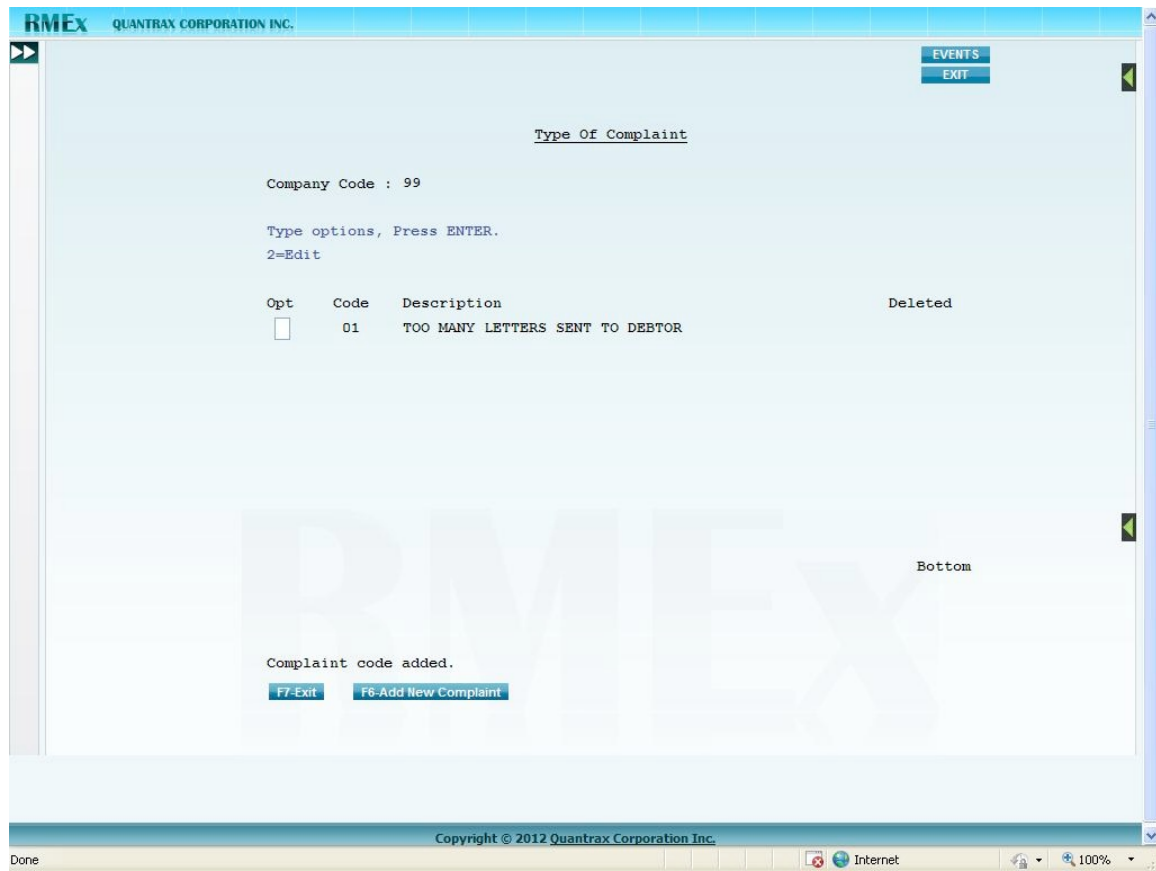 RMEx QUANTRAX CORPORATION INC.
EVENTS
EXIT
Type Of Complaint
Company Code : 99
Type options, Press ENTER.
2=Edit
Opt Code Description Deleted
01 TOO MANY LETTERS SENT TO DEBTOR
RMEx
Bottom
Complaint code added.
F7-Exit F6-Add New Complaint
Copyright © 2012 Quantrax Corporation Inc.
Done Internet 100%